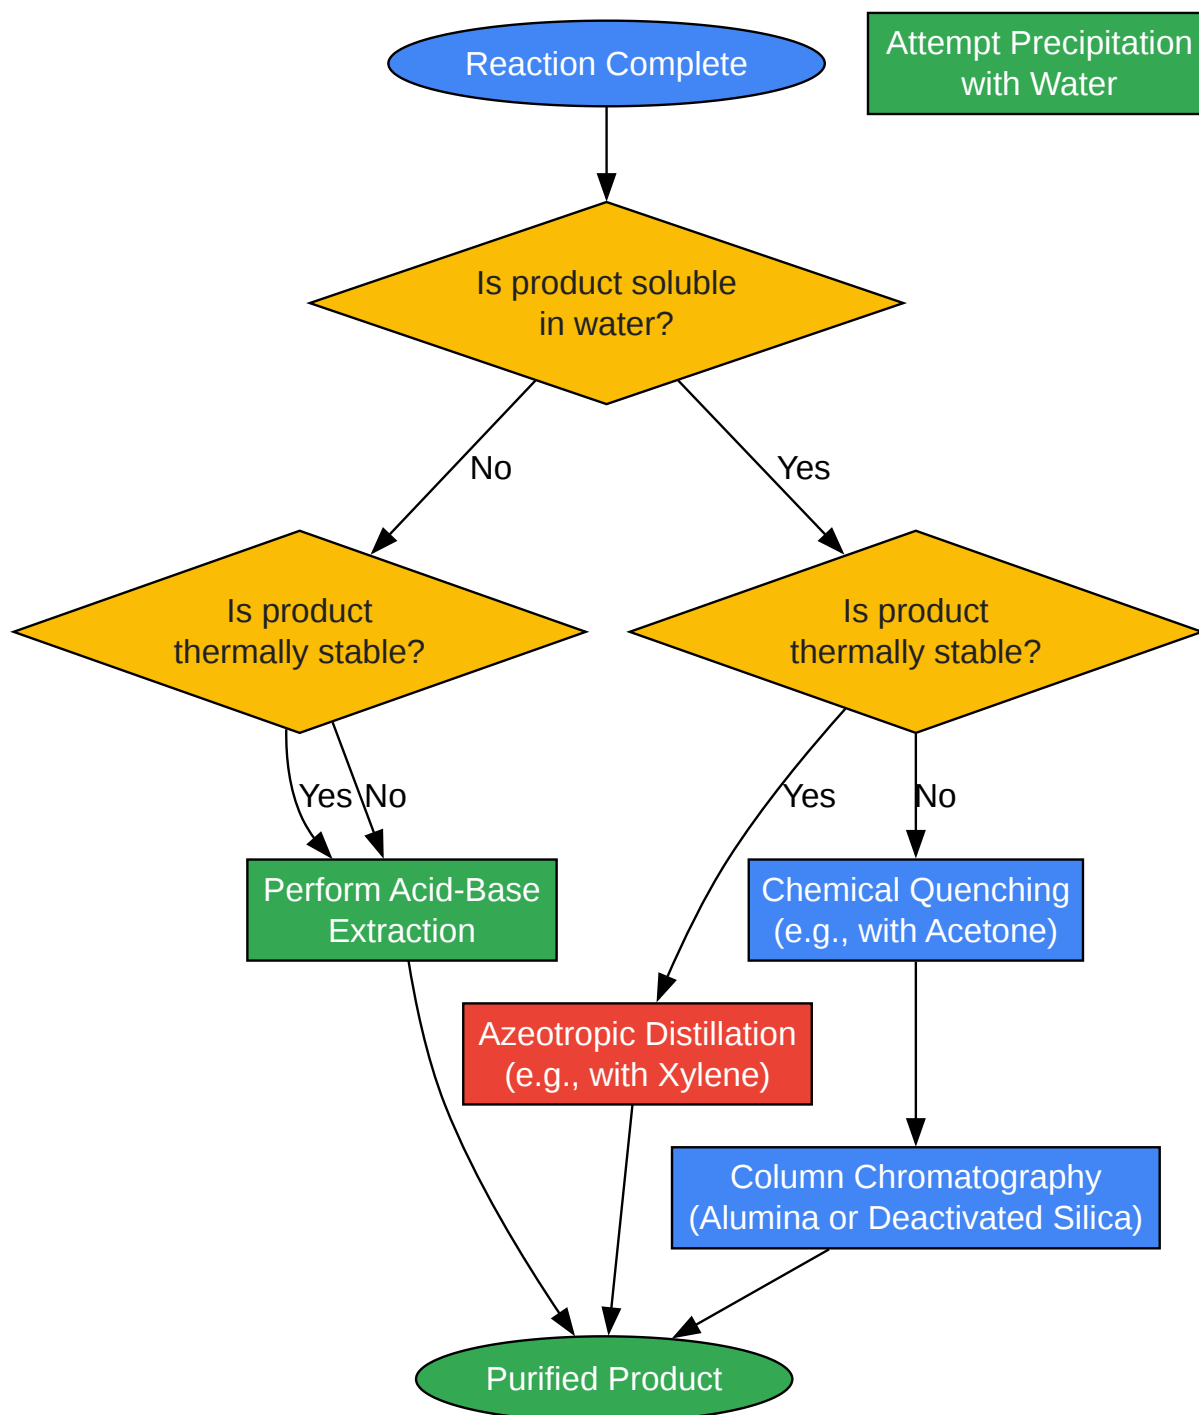 Reaction Complete
Attempt Precipitation
with Water
Is product soluble
in water?
No
Yes
Is product
thermally stable?
Is product
thermally stable?
Yes
No
Yes
No
Perform Acid-Base
Extraction
Chemical Quenching
(e.g., with Acetone)
Azeotropic Distillation
(e.g., with Xylene)
Column Chromatography
(Alumina or Deactivated Silica)
Purified Product